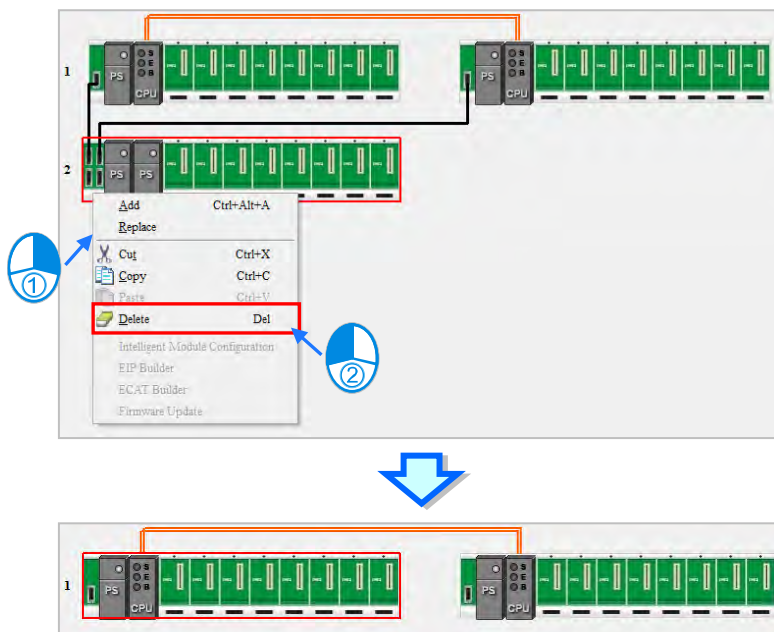 S
E
B
PS
CPU
S
E
B
PS
CPU
1
2
PS PS
Add Ctrl+Alt+A
Replace
Cut Ctrl+X
Copy Ctrl+C
Paste Ctrl+V
Delete Del
Intelligent Module Configuration
EIP Builder
ECAT Builder
Firmware Update
1
2
S
E
B
PS
CPU
S
E
B
PS
CPU
1